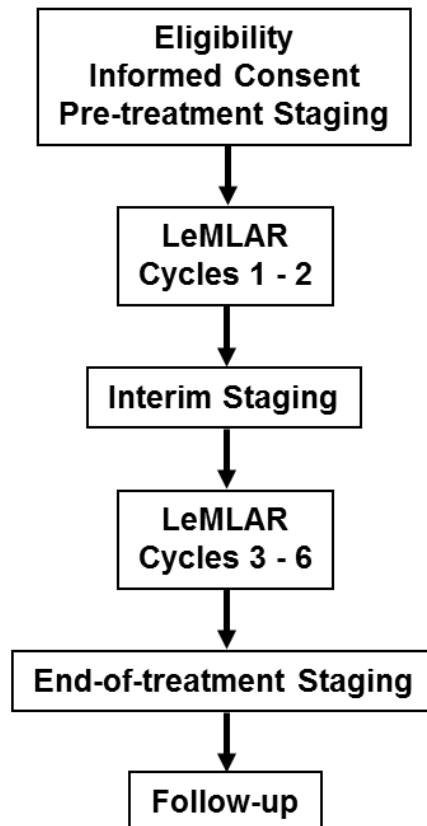 Eligibility
Informed Consent
Pre-treatment Staging
LeMLAR
Cycles 1 - 2
Interim Staging
LeMLAR
Cycles 3 - 6
End-of-treatment Staging
Follow-up